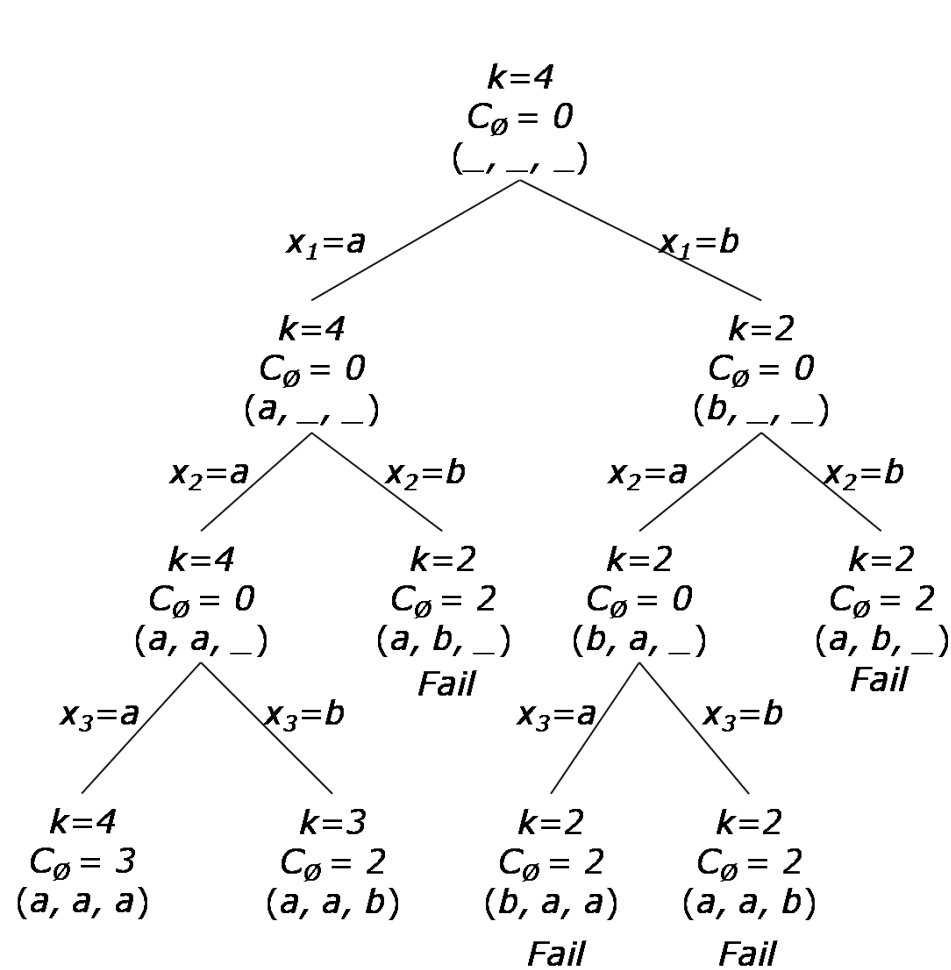 k=4
C∅ = 0
(_, _, _)
x1=a
x1=b
k=4
C∅ = 0
(a, _, _)
k=2
C∅ = 0
(b, _, _)
x2=a
x2=b
x2=a
x2=b
k=4
C∅ = 0
(a, a, _)
k=2
C∅ = 2
(a, b, _)
Fail
k=2
C∅ = 0
(b, a, _)
k=2
C∅ = 2
(a, b, _)
Fail
x3=a
x3=b
x3=a
x3=b
k=4
C∅ = 3
(a, a, a)
k=3
C∅ = 2
(a, a, b)
k=2
C∅ = 2
(b, a, a)
Fail
k=2
C∅ = 2
(a, a, b)
Fail